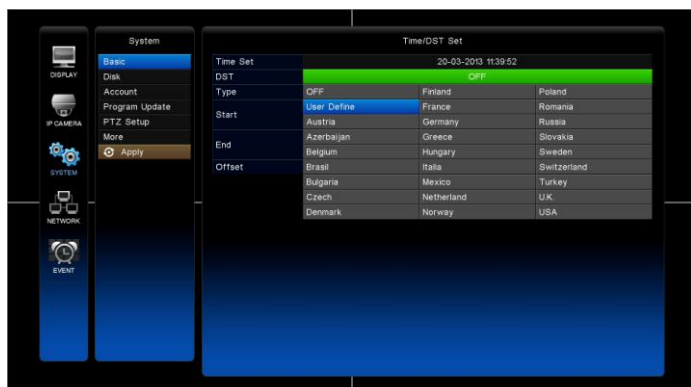 DISPLAY
IP CAMERA
SYSTEM
NETWORK
EVENT
System
Basic
Disk
Account
Program Update
PTZ Setup
More
Apply
Time/DST Set
Time Set 20-03-2013 11:39:52
DST OFF
Type OFF Finland Poland
Start User Define France Romania
Austria Germany Russia
End Azerbaijan Greece Slovakia
Belgium Hungary Sweden
Offset Brasil Italia Switzerland
Bulgaria Mexico Turkey
Czech Netherland U.K.
Denmark Norway USA